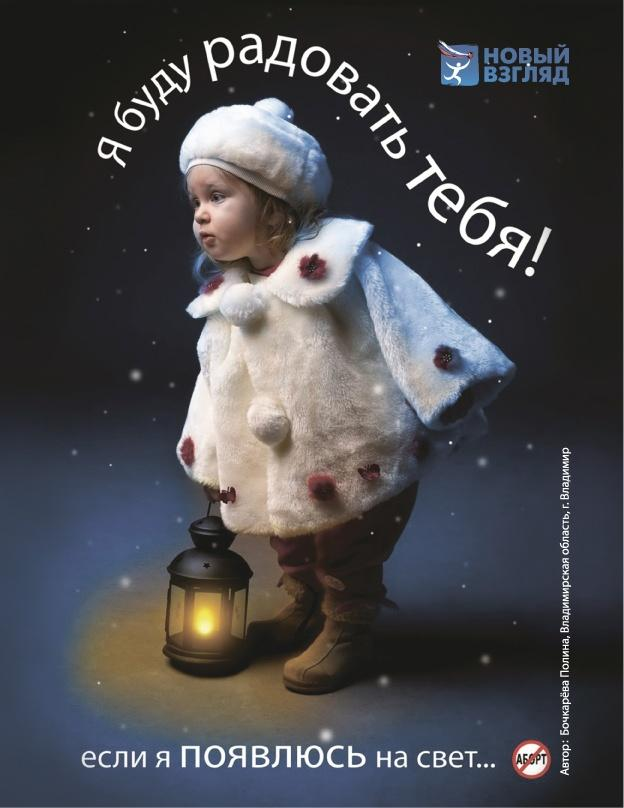 Я буду радовать тебя!
НОВЫЙ
ВЗГЛЯД
если я ПОЯВЛЮСЬ на свет...
АБОРТ
Автор: Бочкарёва Полина, Владимирская область, г. Владимир